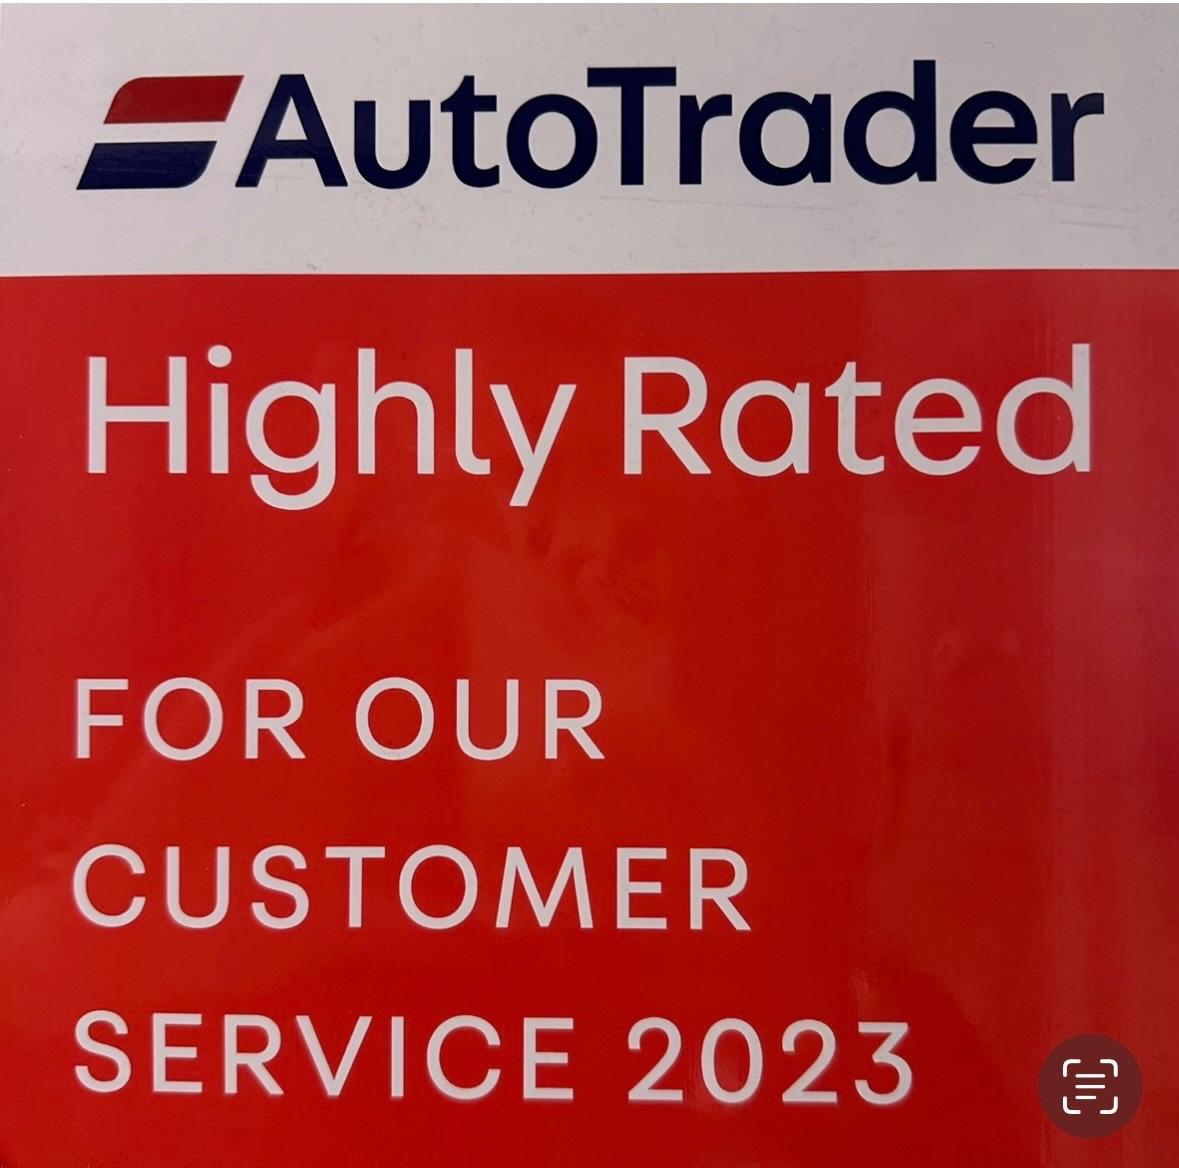 AutoTrader
Highly Rated
FOR OUR
CUSTOMER
SERVICE 2023